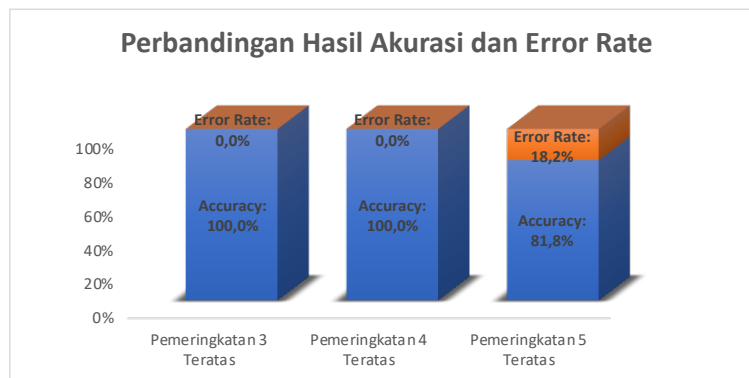 Perbandingan Hasil Akurasi dan Error Rate
100%
80%
60%
40%
20%
0%
Error Rate:
0,0%
Accuracy:
100,0%
Error Rate:
0,0%
Accuracy:
100,0%
Error Rate:
18,2%
Accuracy:
81,8%
Pemeringkatan 3
Teratas
Pemeringkatan 4
Teratas
Pemeringkatan 5
Teratas